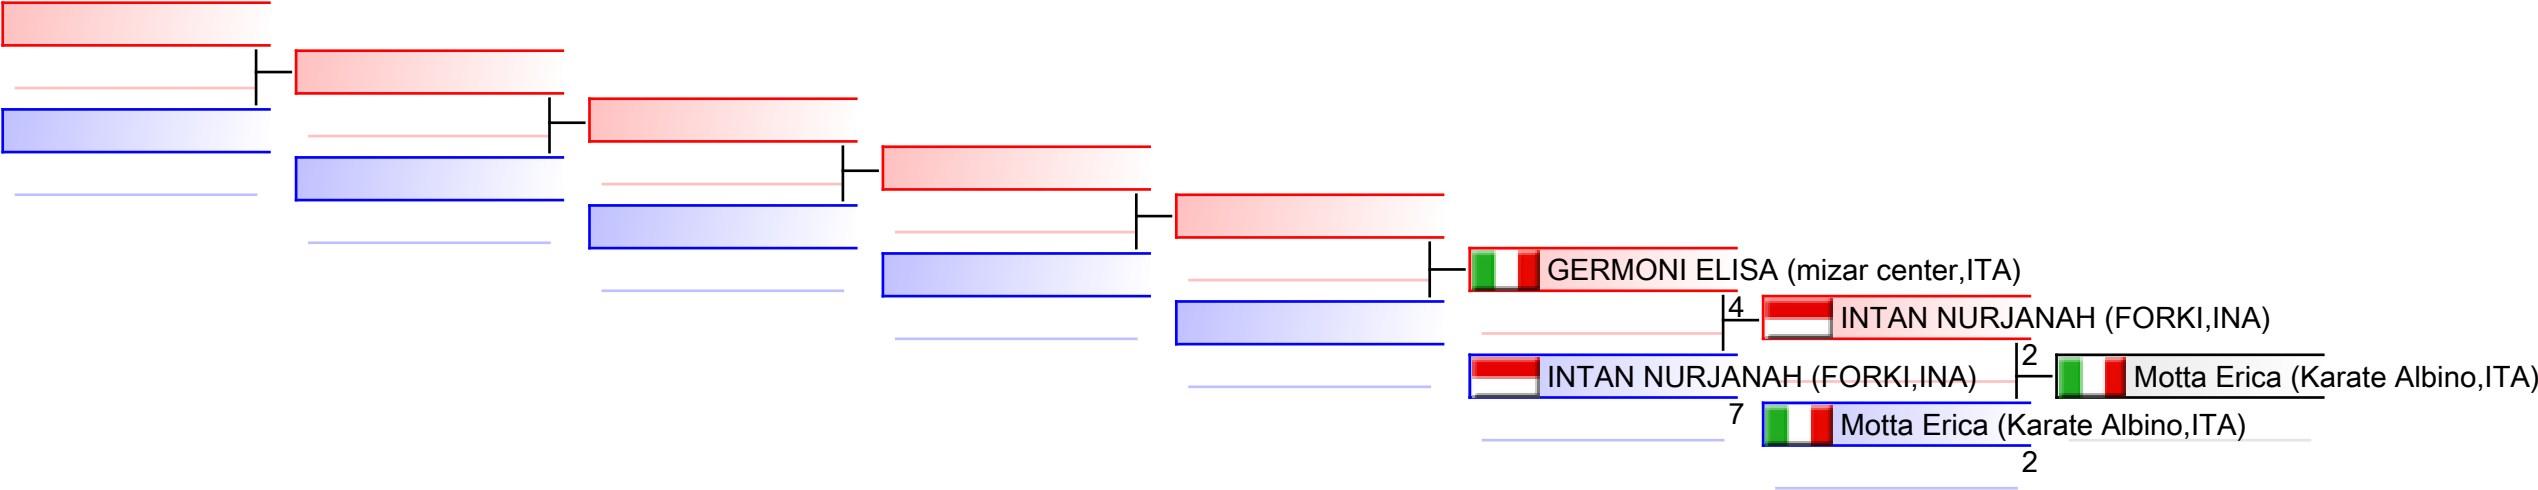 GERMONI ELISA (mizar center,ITA)
4
INTAN NURJANAH (FORKI,INA)
INTAN NURJANAH (FORKI,INA)
7
2
Motta Erica (Karate Albino,ITA)
Motta Erica (Karate Albino,ITA)
2